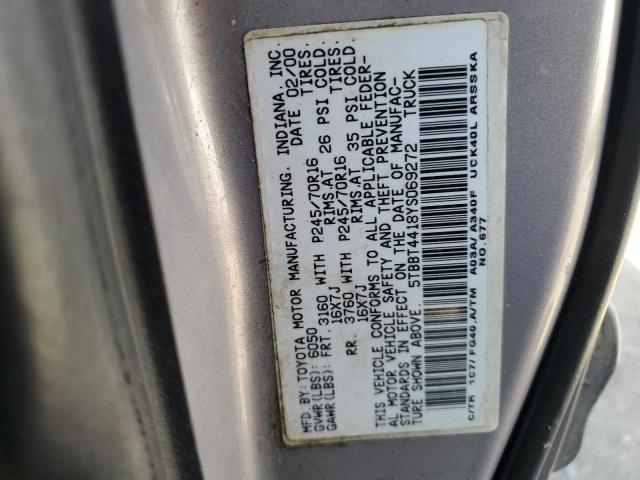 MFD. BY: TOYOTA MOTOR MANUFACTURING, INDIANA, INC.
GVWR(LBS): 6050 DATE 02/00
GAWR(LBS): FRT. 3160 WITH P245/70R16 TIRES,
16X7J RIMS, AT 26 PSI COLD.
RR. 3760 WITH P245/70R16 TIRES,
16X7J RIMS, AT 35 PSI COLD.
THIS VEHICLE CONFORMS TO ALL APPLICABLE FEDER-
AL MOTOR VEHICLE SAFETY AND THEFT PREVENTION
STANDARDS IN EFFECT ON THE DATE OF MANUFAC-
TURE SHOWN ABOVE.
5TBBT4418YS069272 TRUCK
C/TR 1C7/FG40,A/TM A03A/A340F UCK40L ARSSKA
NO.677